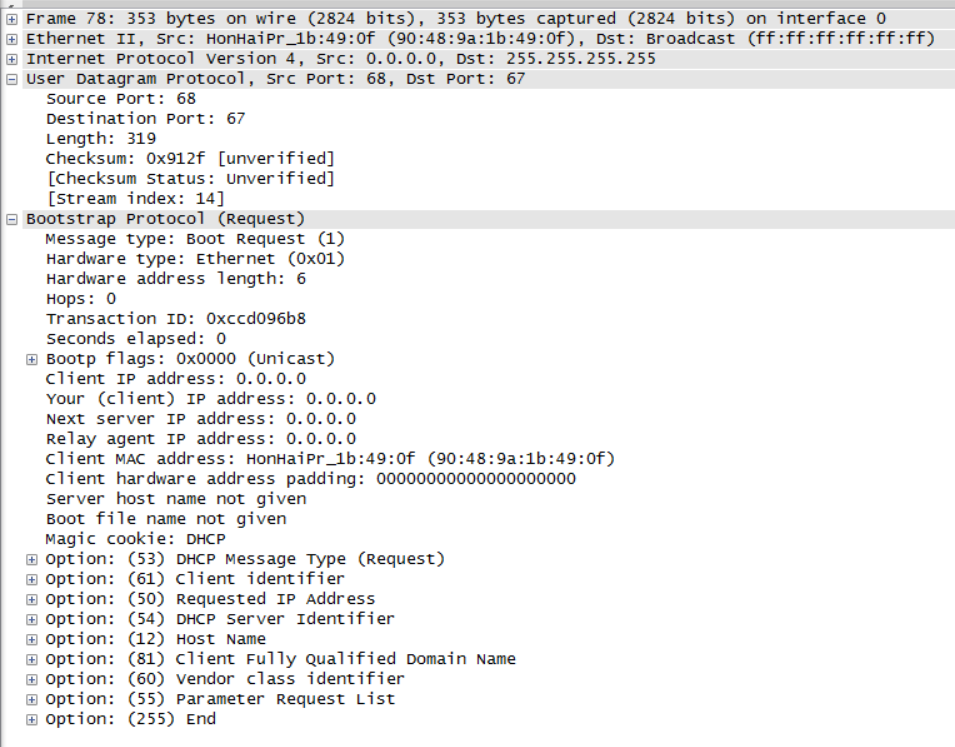 Frame 78: 353 bytes on wire (2824 bits), 353 bytes captured (2824 bits) on interface 0
Ethernet II, Src: HonHaiPr_1b:49:0f (90:48:9a:1b:49:0f), Dst: Broadcast (ff:ff:ff:ff:ff:ff)
Internet Protocol Version 4, Src: 0.0.0.0, Dst: 255.255.255.255
User Datagram Protocol, Src Port: 68, Dst Port: 67
Source Port: 68
Destination Port: 67
Length: 319
Checksum: 0x912f [unverified]
[Checksum Status: Unverified]
[Stream index: 14]
Bootstrap Protocol (Request)
Message type: Boot Request (1)
Hardware type: Ethernet (0x01)
Hardware address length: 6
Hops: 0
Transaction ID: 0xccd096b8
Seconds elapsed: 0
Bootp flags: 0x0000 (Unicast)
Client IP address: 0.0.0.0
Your (client) IP address: 0.0.0.0
Next server IP address: 0.0.0.0
Relay agent IP address: 0.0.0.0
Client MAC address: HonHaiPr_1b:49:0f (90:48:9a:1b:49:0f)
Client hardware address padding: 00000000000000000000
Server host name not given
Boot file name not given
Magic cookie: DHCP
Option: (53) DHCP Message Type (Request)
Option: (61) Client identifier
Option: (50) Requested IP Address
Option: (54) DHCP Server Identifier
Option: (12) Host Name
Option: (81) Client Fully Qualified Domain Name
Option: (60) Vendor class identifier
Option: (55) Parameter Request List
Option: (255) End